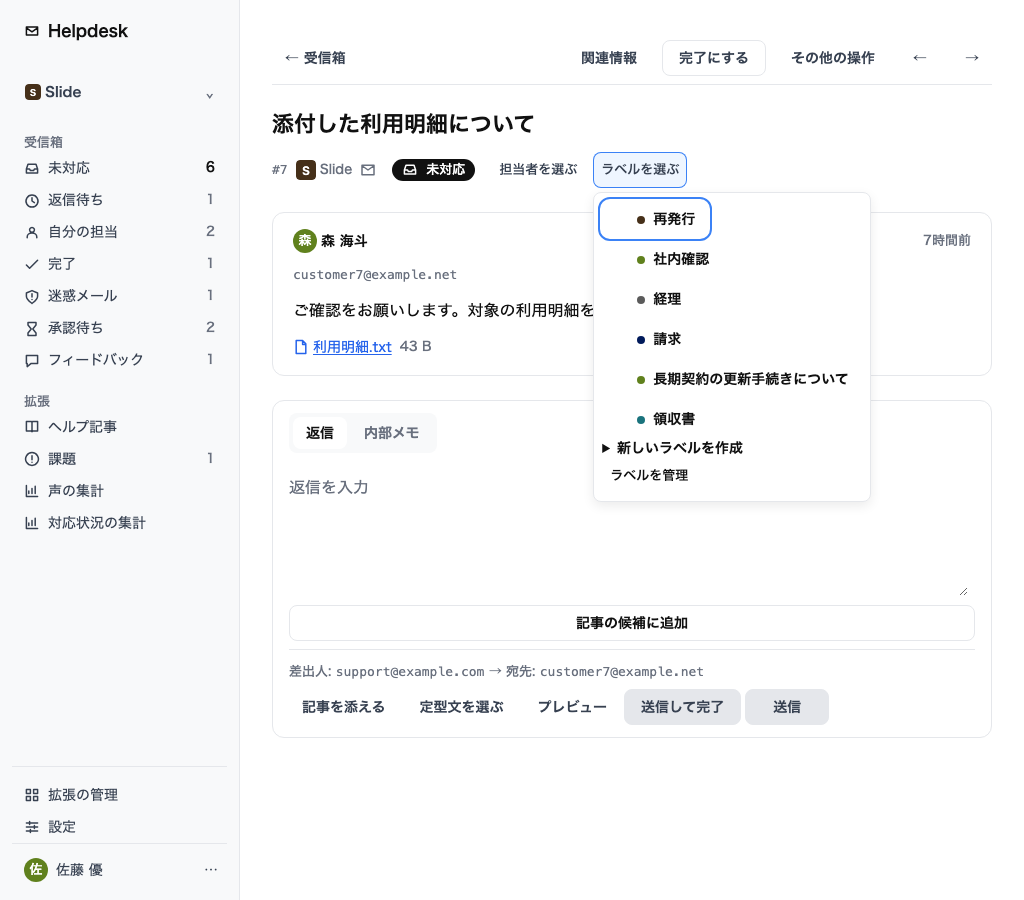 Helpdesk
S Slide
受信箱
未対応 6
返信待ち 1
自分の担当 2
完了 1
迷惑メール 1
承認待ち 2
フィードバック 1
拡張
ヘルプ記事
課題 1
声の集計
対応状況の集計
拡張の管理
設定
佐 佐藤 優 …
← 受信箱 関連情報 完了にする その他の操作 ← →
添付した利用明細について
#7 S Slide 未対応 担当者を選ぶ ラベルを選ぶ
再発行
社内確認
経理
請求
長期契約の更新手続きについて
領収書
▶ 新しいラベルを作成
ラベルを管理
森 森 海斗 7時間前
customer7@example.net
ご確認をお願いします。対象の利用明細を
利用明細.txt 43 B
返信 内部メモ
返信を入力
記事の候補に追加
差出人: support@example.com → 宛先: customer7@example.net
記事を添える 定型文を選ぶ プレビュー 送信して完了 送信